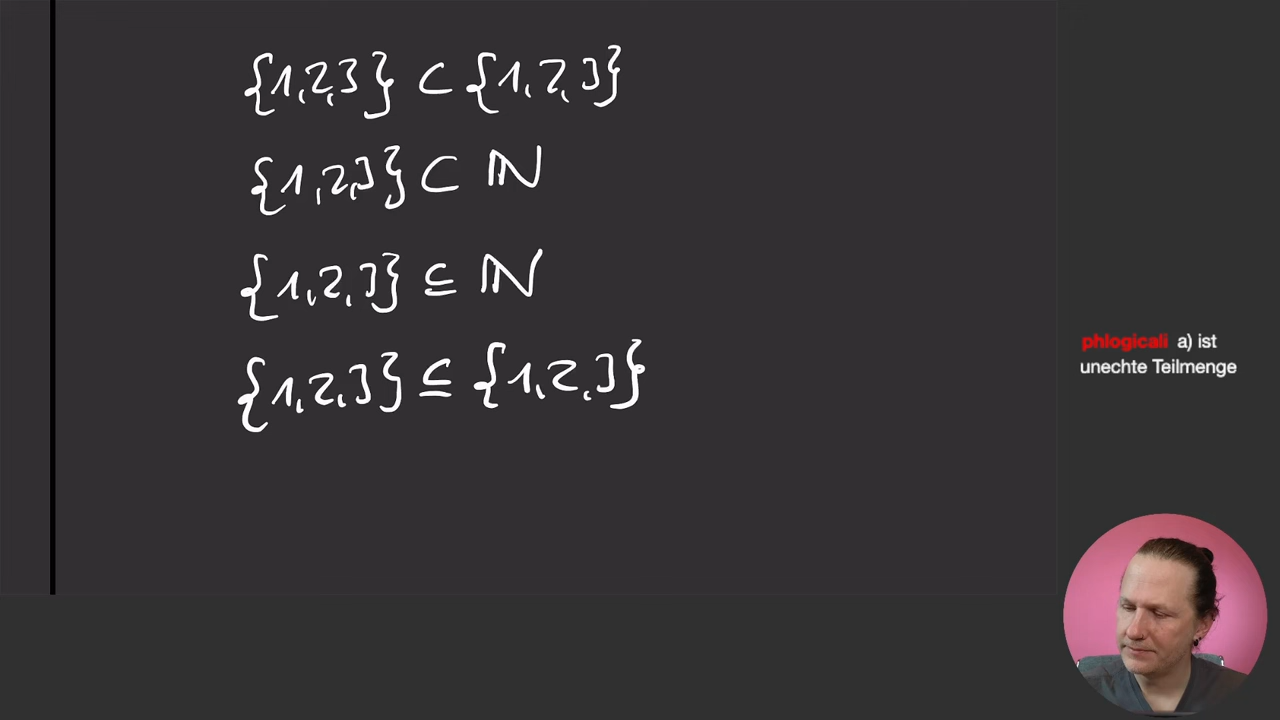 {1,2,3} ⊂ {1,2,3}
{1,2,3} ⊂ ℕ
{1,2,3} ⊆ ℕ
{1,2,3} ⊆ {1,2,3}
phlogicali a) ist
unechte Teilmenge